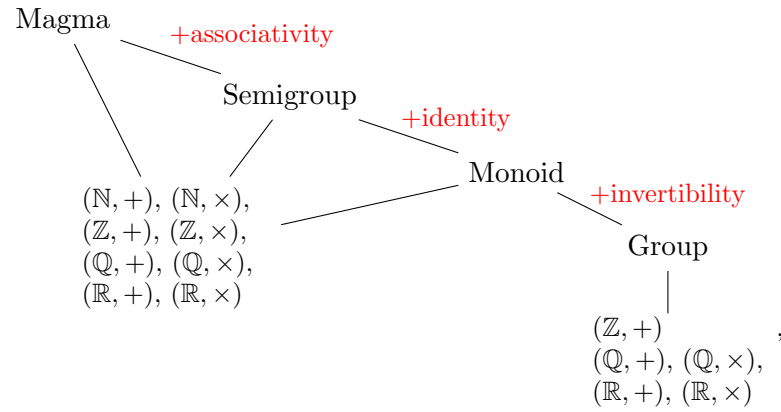 Magma
+associativity
Semigroup
+identity
Monoid
+invertibility
Group
(ℕ, +), (ℕ, ×),
(ℤ, +), (ℤ, ×),
(ℚ, +), (ℚ, ×),
(ℝ, +), (ℝ, ×)
(ℤ, +) ,
(ℚ, +), (ℚ, ×),
(ℝ, +), (ℝ, ×)